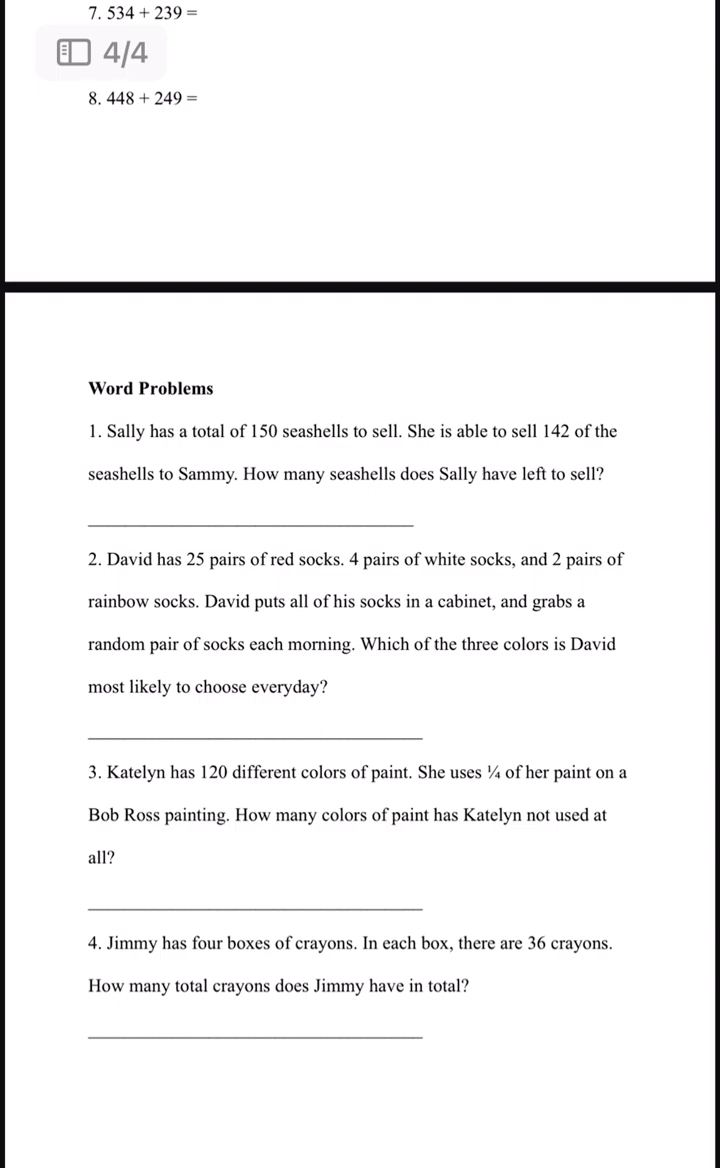 7. 534 + 239 =
4/4
8. 448 + 249 =
Word Problems
1. Sally has a total of 150 seashells to sell. She is able to sell 142 of the
seashells to Sammy. How many seashells does Sally have left to sell?
2. David has 25 pairs of red socks. 4 pairs of white socks, and 2 pairs of
rainbow socks. David puts all of his socks in a cabinet, and grabs a
random pair of socks each morning. Which of the three colors is David
most likely to choose everyday?
3. Katelyn has 120 different colors of paint. She uses ¼ of her paint on a
Bob Ross painting. How many colors of paint has Katelyn not used at
all?
4. Jimmy has four boxes of crayons. In each box, there are 36 crayons.
How many total crayons does Jimmy have in total?